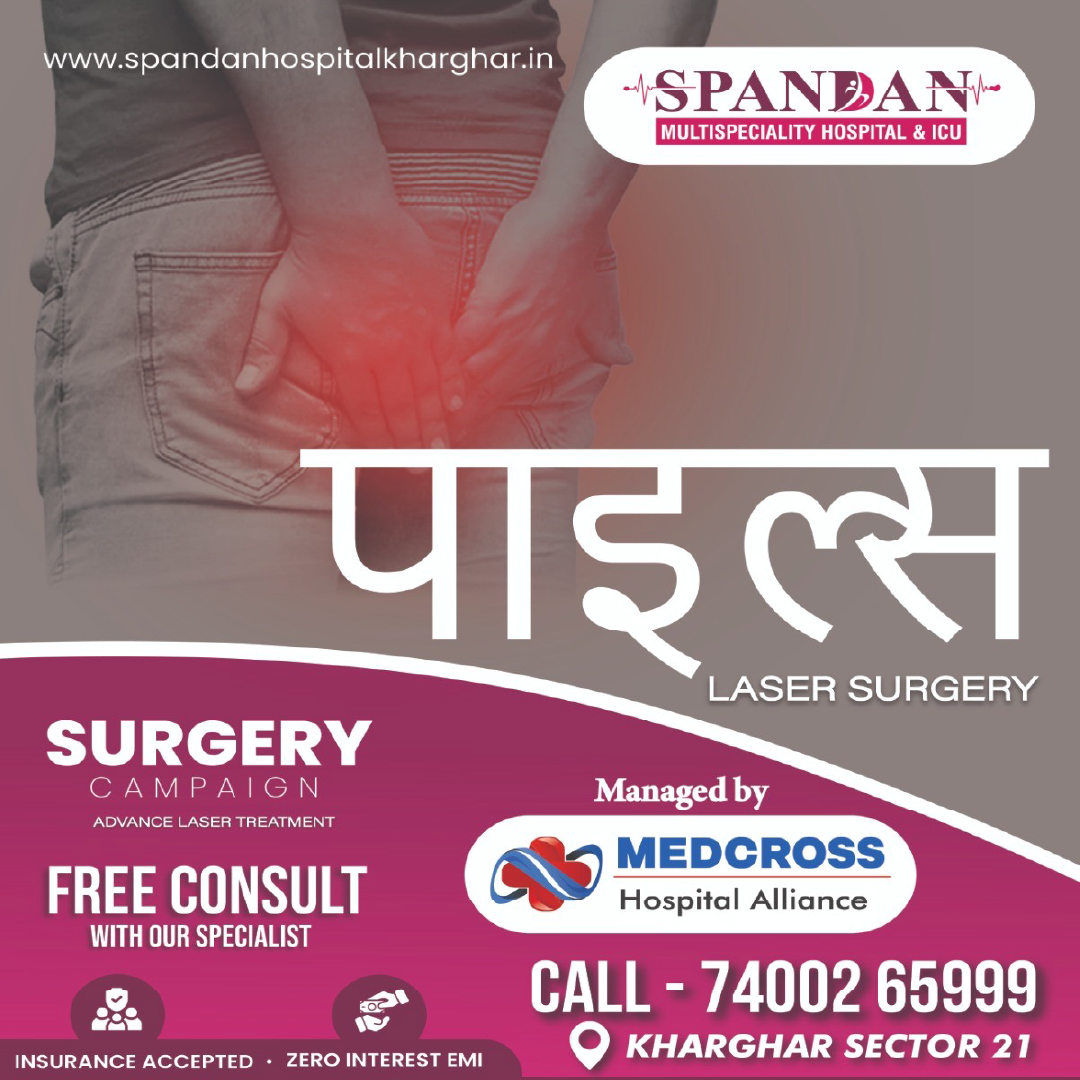 www.spandanhospitalkharghar.in
SPANDAN
MULTISPECIALITY HOSPITAL & ICU
पाइल्स
LASER SURGERY
SURGERY
CAMPAIGN
ADVANCE LASER TREATMENT
FREE CONSULT
WITH OUR SPECIALIST
Managed by
MEDCROSS
Hospital Alliance
CALL - 74002 65999
KHARGHAR SECTOR 21
INSURANCE ACCEPTED • ZERO INTEREST EMI